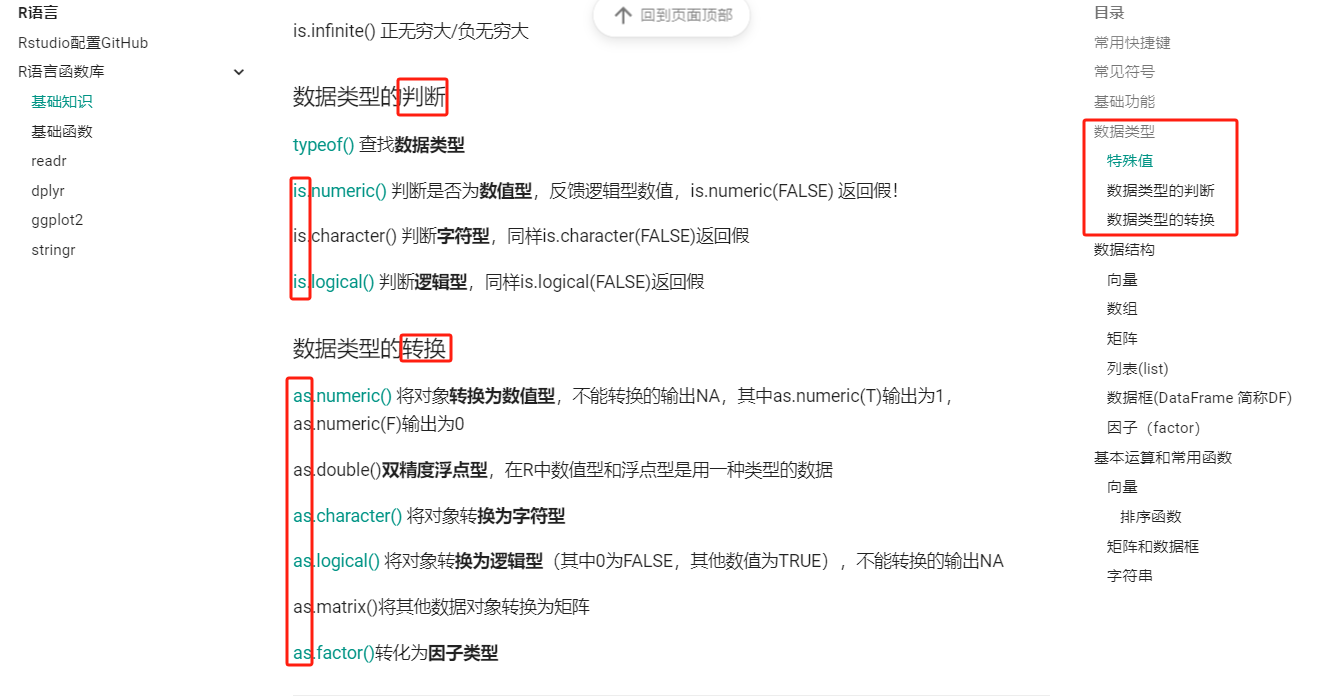 R语言
Rstudio配置GitHub
R语言函数库
基础知识
基础函数
readr
dplyr
ggplot2
stringr
回到页面顶部
is.infinite() 正无穷大/负无穷大
数据类型的判断
typeof() 查找数据类型
is.numeric() 判断是否为数值型，反馈逻辑型数值，is.numeric(FALSE) 返回假！
is.character() 判断字符型，同样is.character(FALSE)返回假
is.logical() 判断逻辑型，同样is.logical(FALSE)返回假
数据类型的转换
as.numeric() 将对象转换为数值型，不能转换的输出NA，其中as.numeric(T)输出为1，
as.numeric(F)输出为0
as.double()双精度浮点型，在R中数值型和浮点型是用一种类型的数据
as.character() 将对象转换为字符型
as.logical() 将对象转换为逻辑型（其中0为FALSE，其他数值为TRUE），不能转换的输出NA
as.matrix()将其他数据对象转换为矩阵
as.factor()转化为因子类型
目录
常用快捷键
常见符号
基础功能
数据类型
特殊值
数据类型的判断
数据类型的转换
数据结构
向量
数组
矩阵
列表(list)
数据框(DataFrame 简称DF)
因子（factor）
基本运算和常用函数
向量
排序函数
矩阵和数据框
字符串